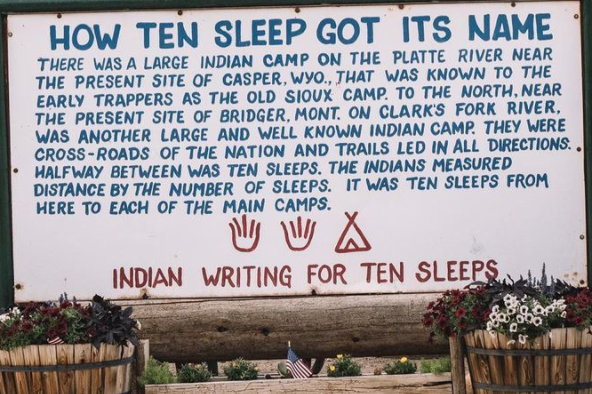 HOW TEN SLEEP GOT ITS NAME
THERE WAS A LARGE INDIAN CAMP ON THE PLATTE RIVER NEAR
THE PRESENT SITE OF CASPER, WYO., THAT WAS KNOWN TO THE
EARLY TRAPPERS AS THE OLD SIOUX CAMP. TO THE NORTH, NEAR
THE PRESENT SITE OF BRIDGER, MONT. ON CLARK'S FORK RIVER,
WAS ANOTHER LARGE AND WELL KNOWN INDIAN CAMP. THEY WERE
CROSS-ROADS OF THE NATION AND TRAILS LED IN ALL DIRECTIONS.
HALFWAY BETWEEN WAS TEN SLEEPS. THE INDIANS MEASURED
DISTANCE BY THE NUMBER OF SLEEPS. IT WAS TEN SLEEPS FROM
HERE TO EACH OF THE MAIN CAMPS.
INDIAN WRITING FOR TEN SLEEPS